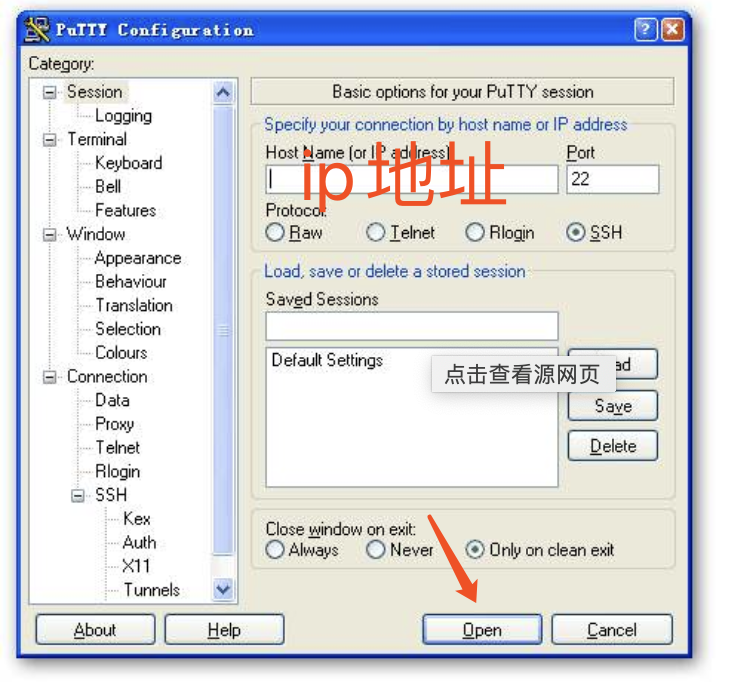 PuTTY Configuration
Category:
Session
Logging
Terminal
Keyboard
Bell
Features
Window
Appearance
Behaviour
Translation
Selection
Colours
Connection
Data
Proxy
Telnet
Rlogin
SSH
Kex
Auth
X11
Tunnels
Basic options for your PuTTY session
Specify your connection by host name or IP address
Host Name (or IP address)
Port
ip地址
22
Protocol:
Raw
Telnet
Rlogin
SSH
Load, save or delete a stored session
Saved Sessions
Default Settings
点击查看源网页
Save
Delete
Close window on exit:
Always
Never
Only on clean exit
About
Help
Open
Cancel